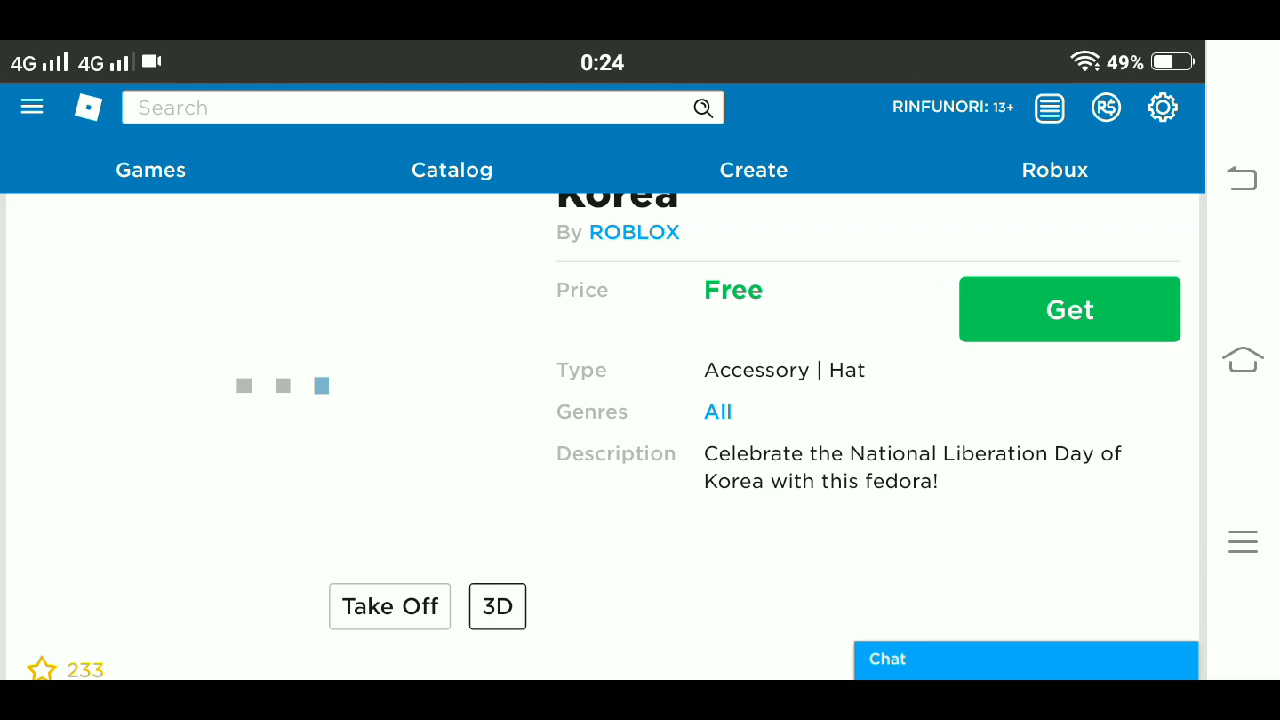 4G 4G 0:24 49%
Search RINFUNORI: 13+ R$
Games Catalog Create Robux
Korea
By ROBLOX
Price Free Get
Type Accessory | Hat
Genres All
Description Celebrate the National Liberation Day of
Korea with this fedora!
Take Off 3D
233
Chat